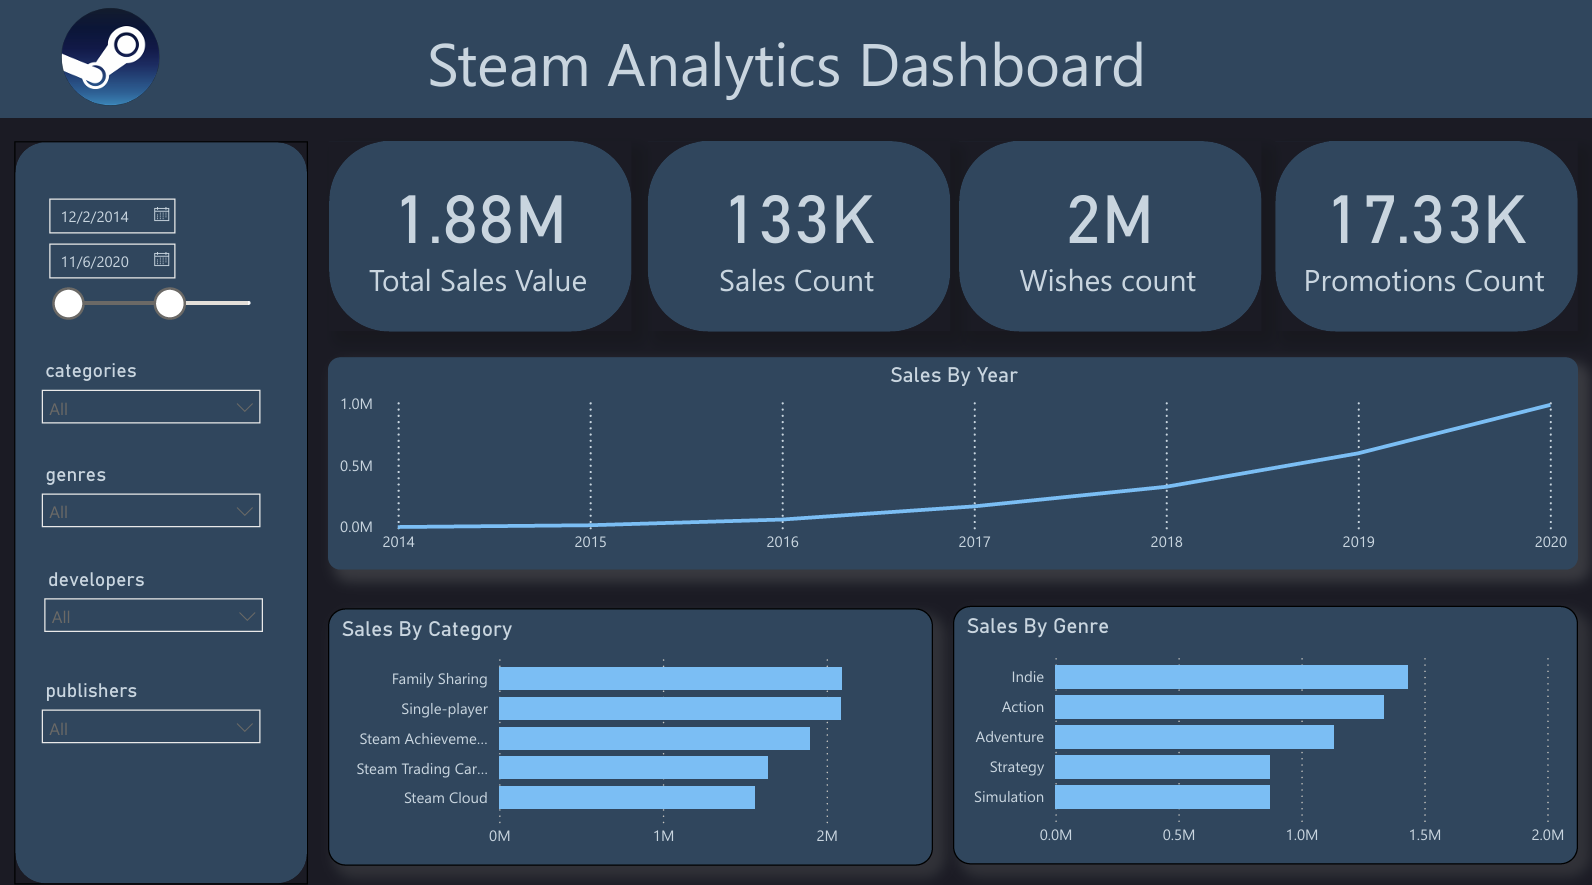 Steam Analytics Dashboard
12/2/2014
11/6/2020
categories
All
genres
All
developers
All
publishers
All
1.88M
Total Sales Value
133K
Sales Count
2M
Wishes count
17.33K
Promotions Count
Sales By Year
1.0M
0.5M
0.0M
2014 2015 2016 2017 2018 2019 2020
Sales By Category
Family Sharing
Single-player
Steam Achieveme...
Steam Trading Car...
Steam Cloud
0M 1M 2M
Sales By Genre
Indie
Action
Adventure
Strategy
Simulation
0.0M 0.5M 1.0M 1.5M 2.0M